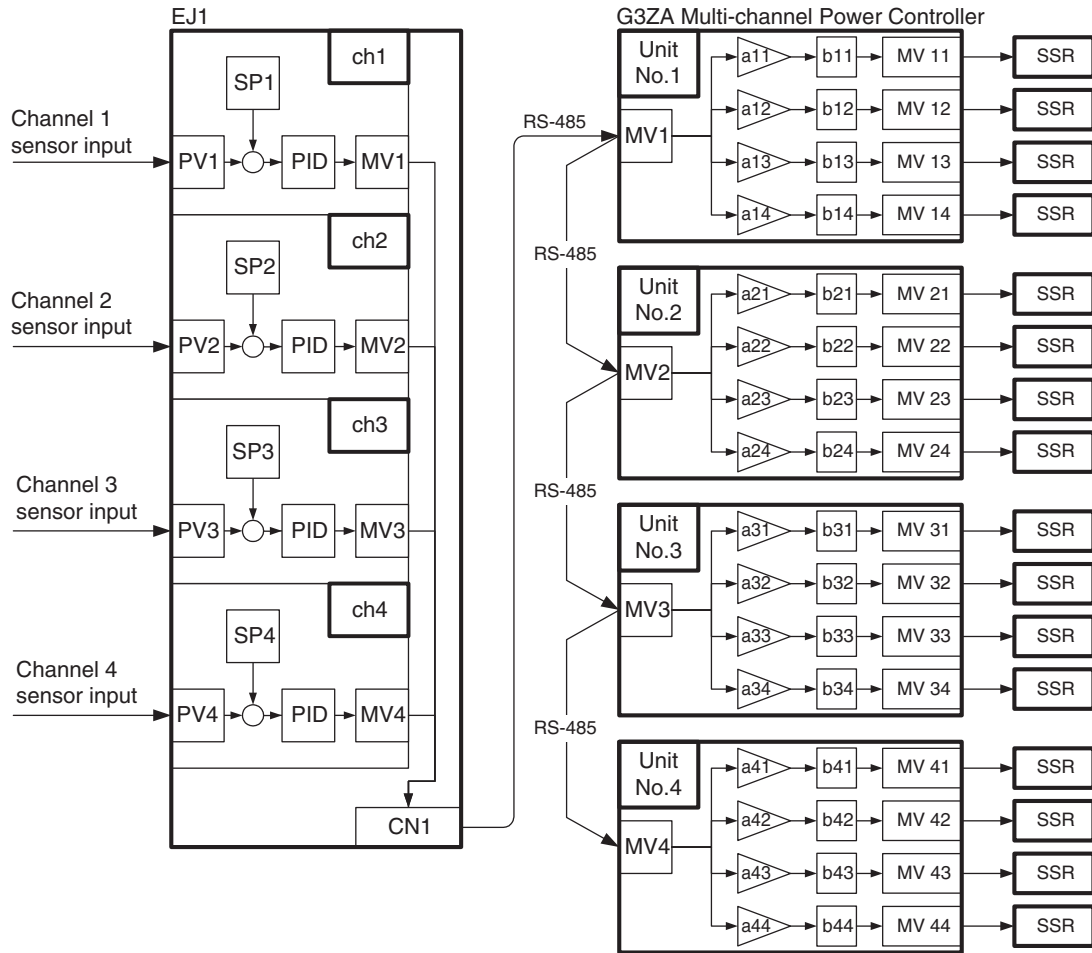 EJ1
ch1
SP1
Channel 1
sensor input
PV1
PID
MV1
ch2
SP2
Channel 2
sensor input
PV2
PID
MV2
ch3
SP3
Channel 3
sensor input
PV3
PID
MV3
ch4
SP4
Channel 4
sensor input
PV4
PID
MV4
CN1
RS-485
RS-485
RS-485
RS-485
G3ZA Multi-channel Power Controller
Unit
No.1
MV1
a11 b11 MV 11 SSR
a12 b12 MV 12 SSR
a13 b13 MV 13 SSR
a14 b14 MV 14 SSR
Unit
No.2
MV2
a21 b21 MV 21 SSR
a22 b22 MV 22 SSR
a23 b23 MV 23 SSR
a24 b24 MV 24 SSR
Unit
No.3
MV3
a31 b31 MV 31 SSR
a32 b32 MV 32 SSR
a33 b33 MV 33 SSR
a34 b34 MV 34 SSR
Unit
No.4
MV4
a41 b41 MV 41 SSR
a42 b42 MV 42 SSR
a43 b43 MV 43 SSR
a44 b44 MV 44 SSR